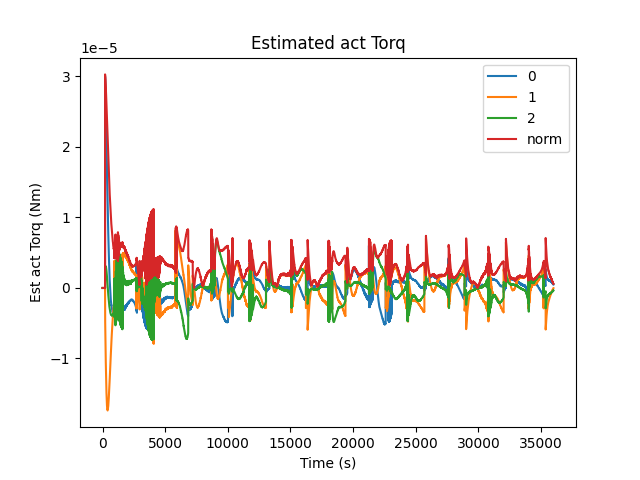 Estimated act Torq
1e−5
3
2
1
0
−1
Est act Torq (Nm)
0
1
2
norm
0 5000 10000 15000 20000 25000 30000 35000
Time (s)